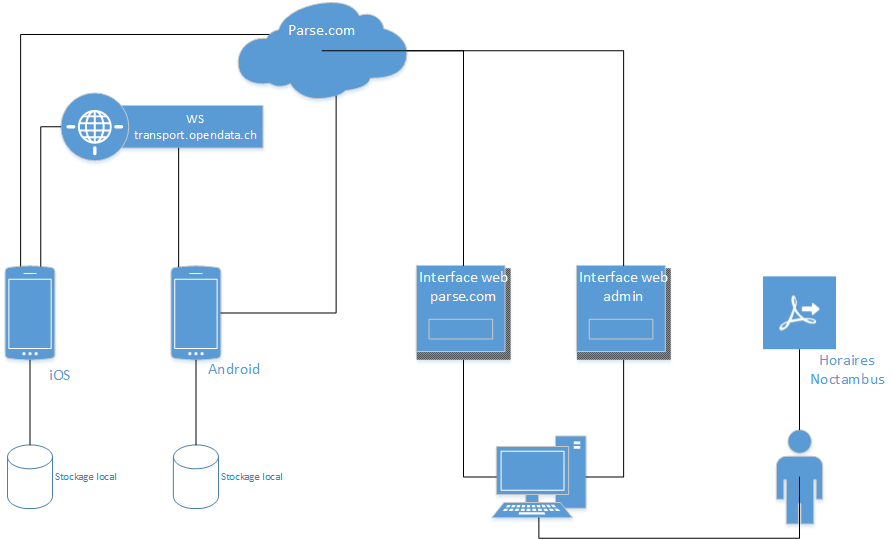 Parse.com
WS
transport.opendata.ch
Interface web
parse.com
Interface web
admin
Horaires
Noctambus
iOS
Android
Stockage local
Stockage local